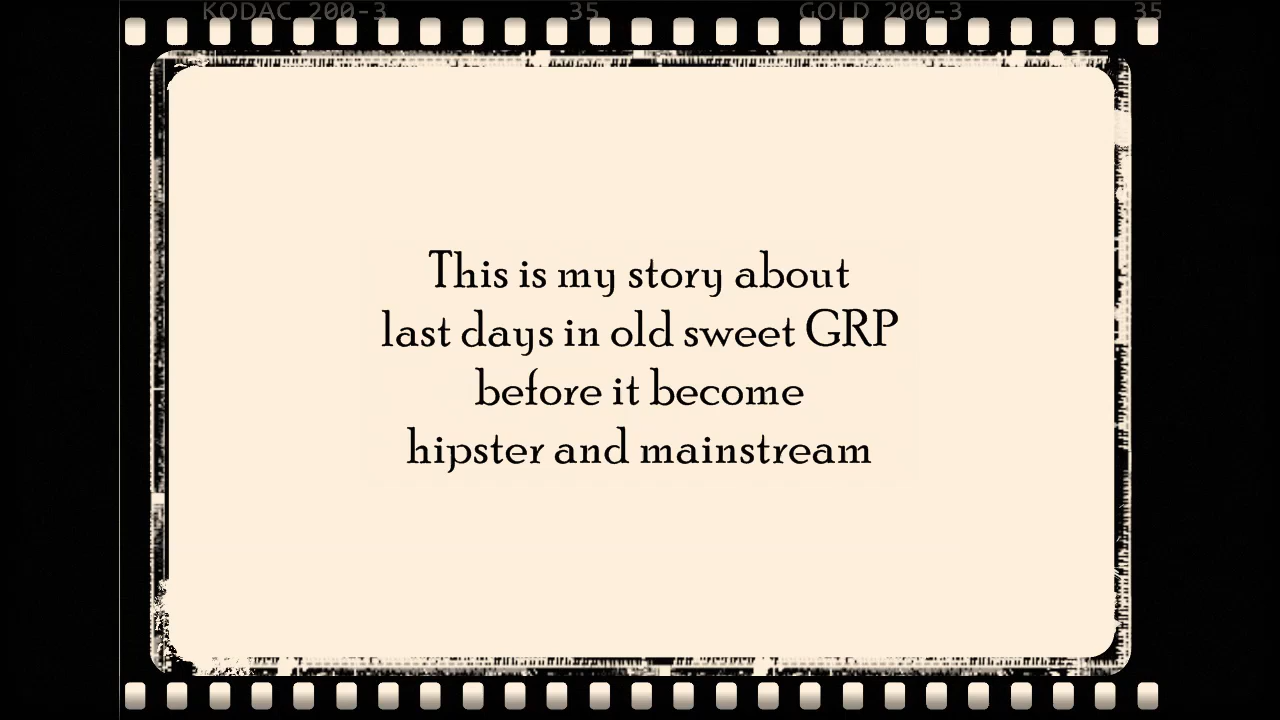 KODAC 200-3 35 GOLD 200-3 35
This is my story about
last days in old sweet GRP
before it become
hipster and mainstream